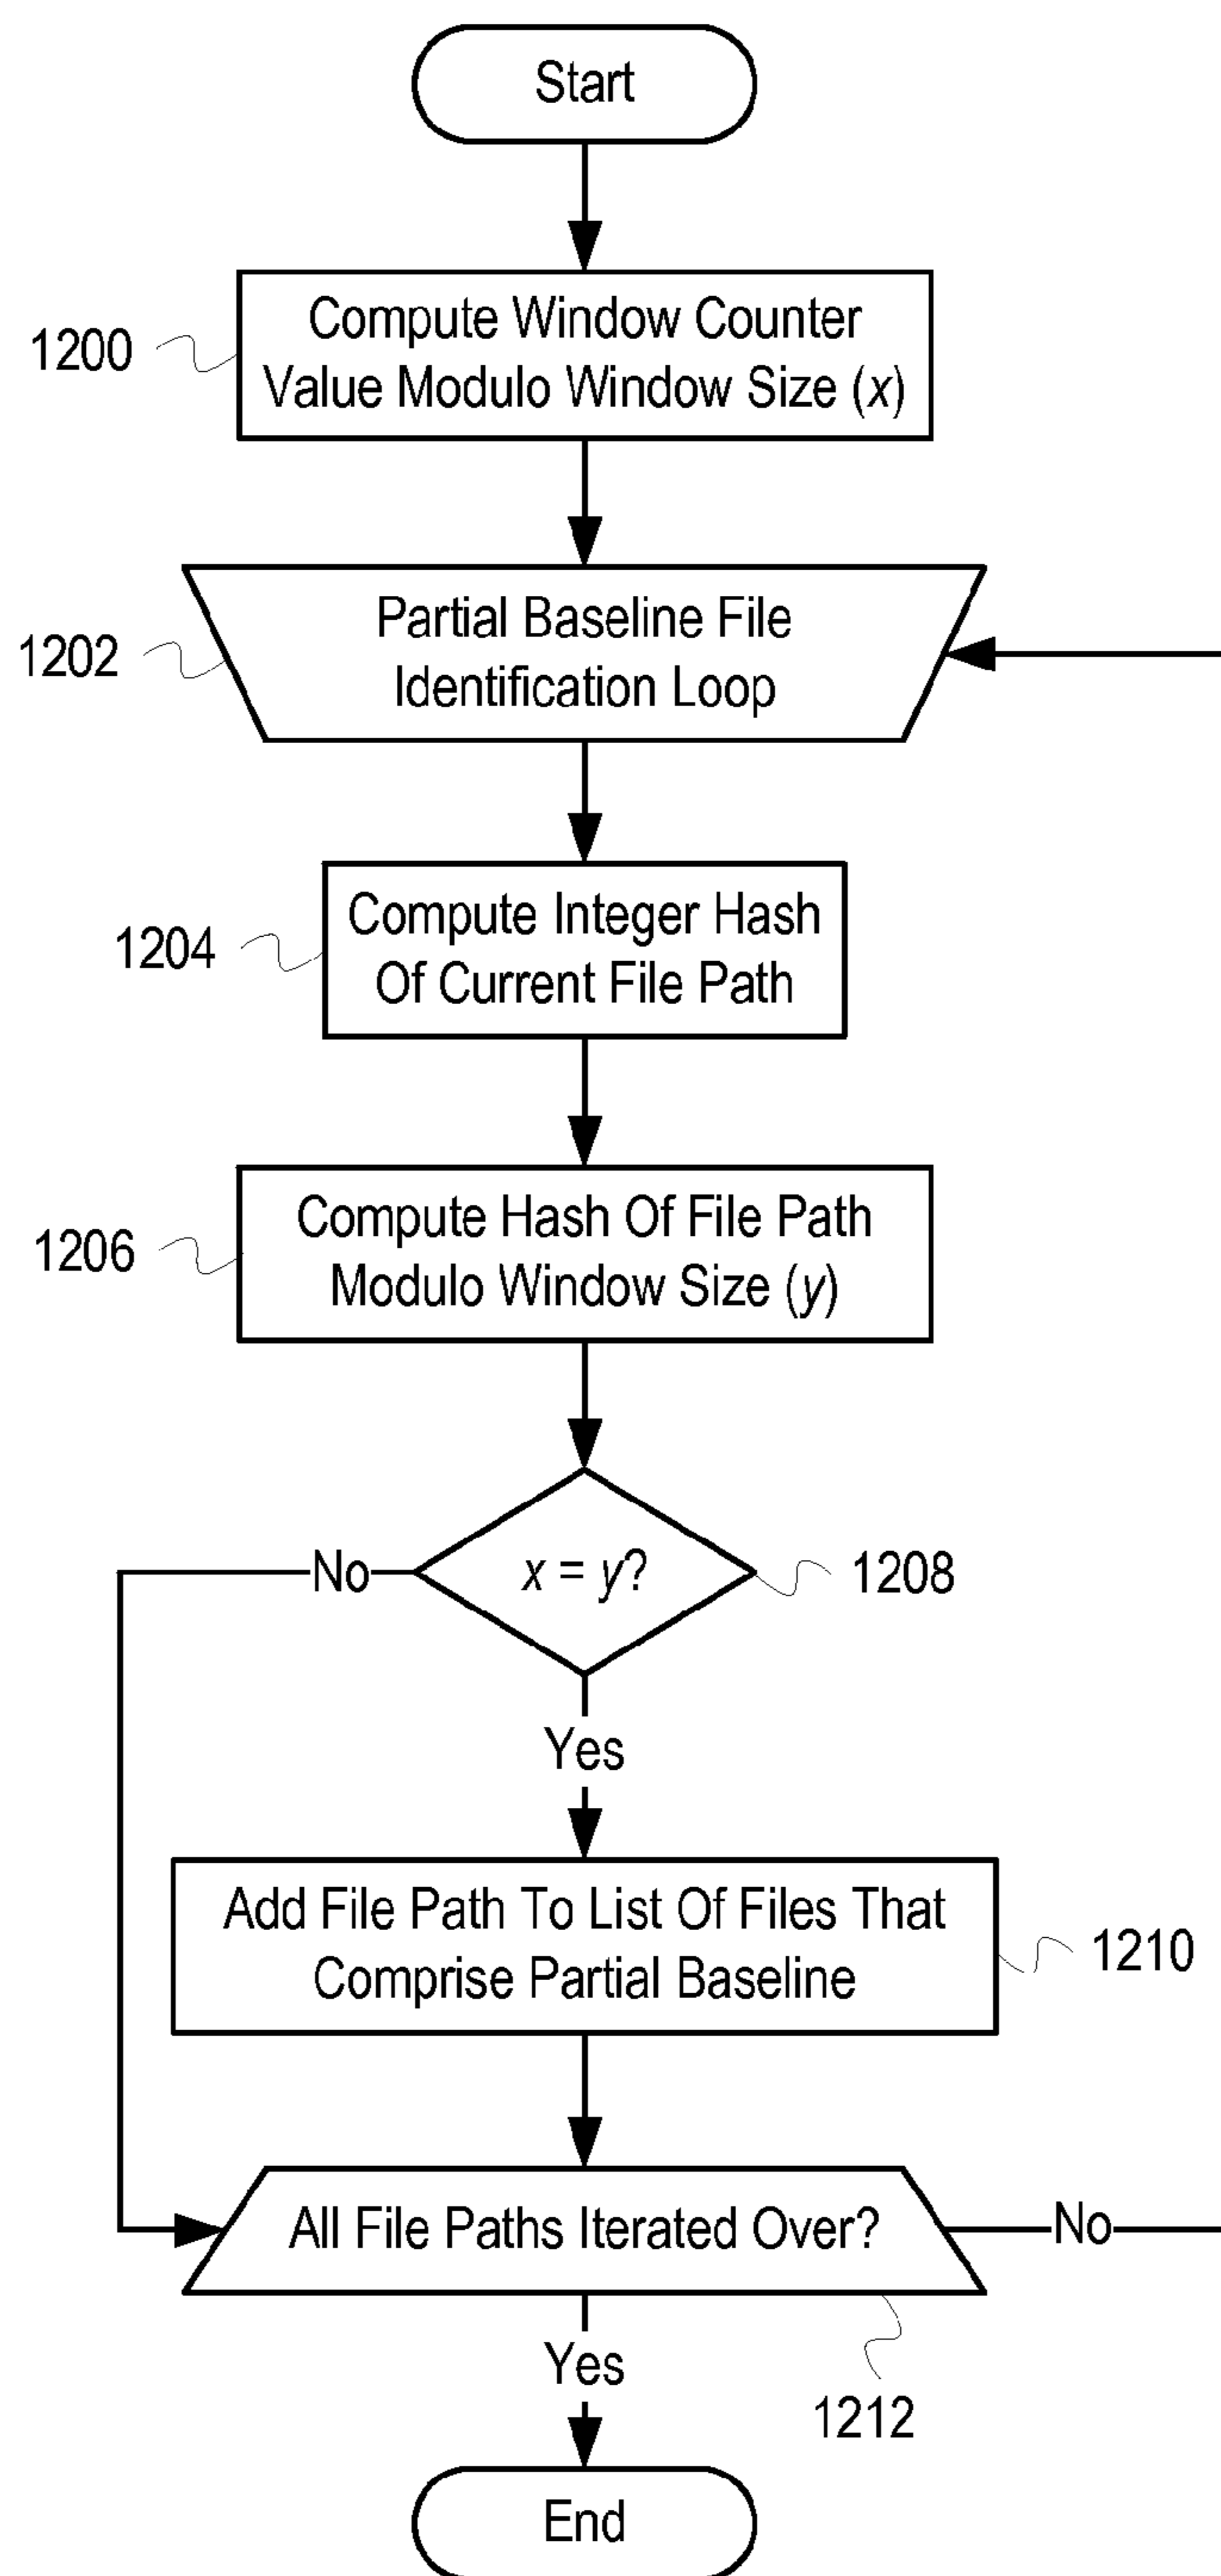 Start
1200
Compute Window Counter
Value Modulo Window Size (x)
1202
Partial Baseline File
Identification Loop
1204
Compute Integer Hash
Of Current File Path
1206
Compute Hash Of File Path
Modulo Window Size (y)
No
x = y?
1208
Yes
Add File Path To List Of Files That
Comprise Partial Baseline
1210
All File Paths Iterated Over?
No
Yes
1212
End